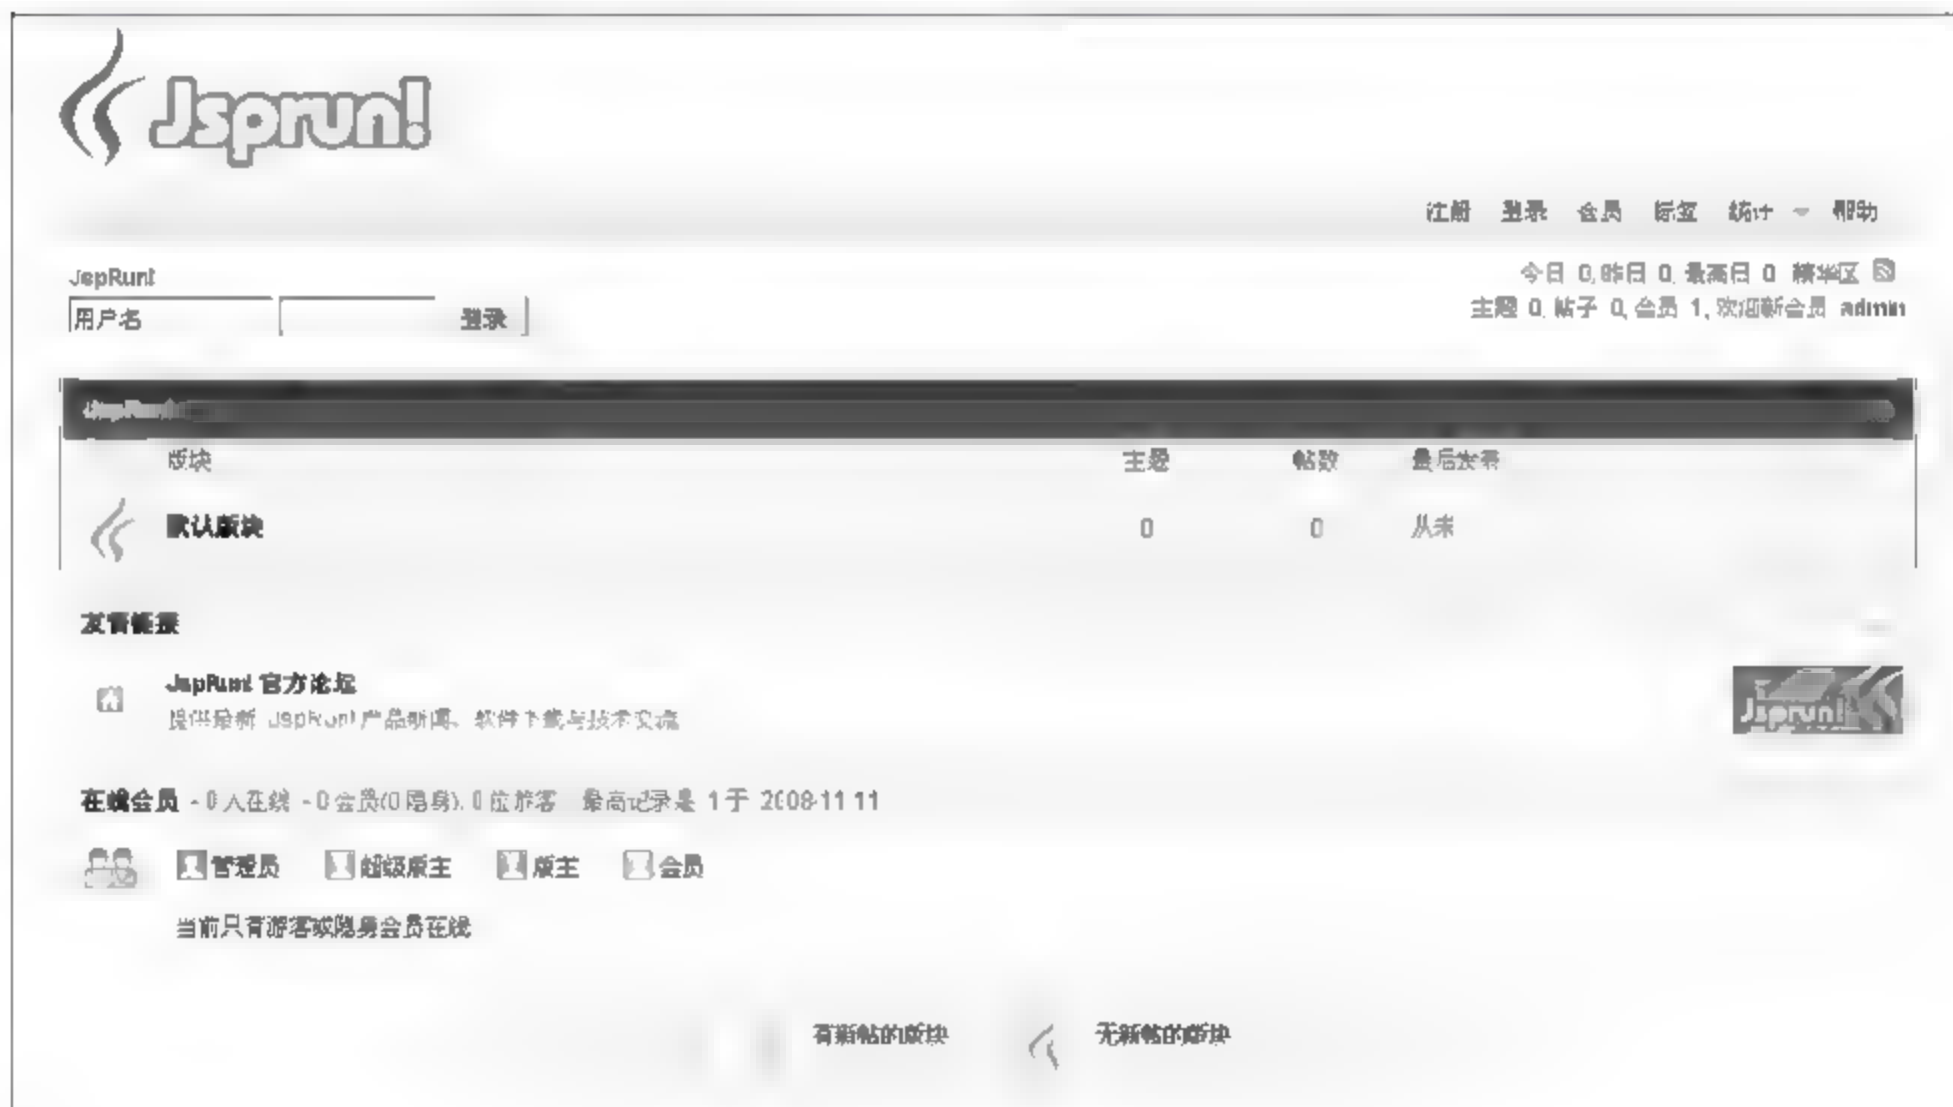 Jsprun!
注册 登录 会员 标签 统计 帮助
JspRun!
今日 0, 昨日 0, 最高日 0 精华区
用户名 登录
主题 0, 帖子 0, 会员 1, 欢迎新会员 admin
JspRun!
版块 主题 帖数 最后发表
默认版块 0 0 从未
友情链接
JspRun! 官方论坛
提供最新 JspRun! 产品新闻、软件下载与技术交流
Jsprun!
在线会员 - 0 人在线 - 0 会员(0 隐身), 0 位游客 最高记录是 1 于 2008-11-11
管理员 超级版主 版主 会员
当前只有游客或隐身会员在线
有新帖的版块 无新帖的版块